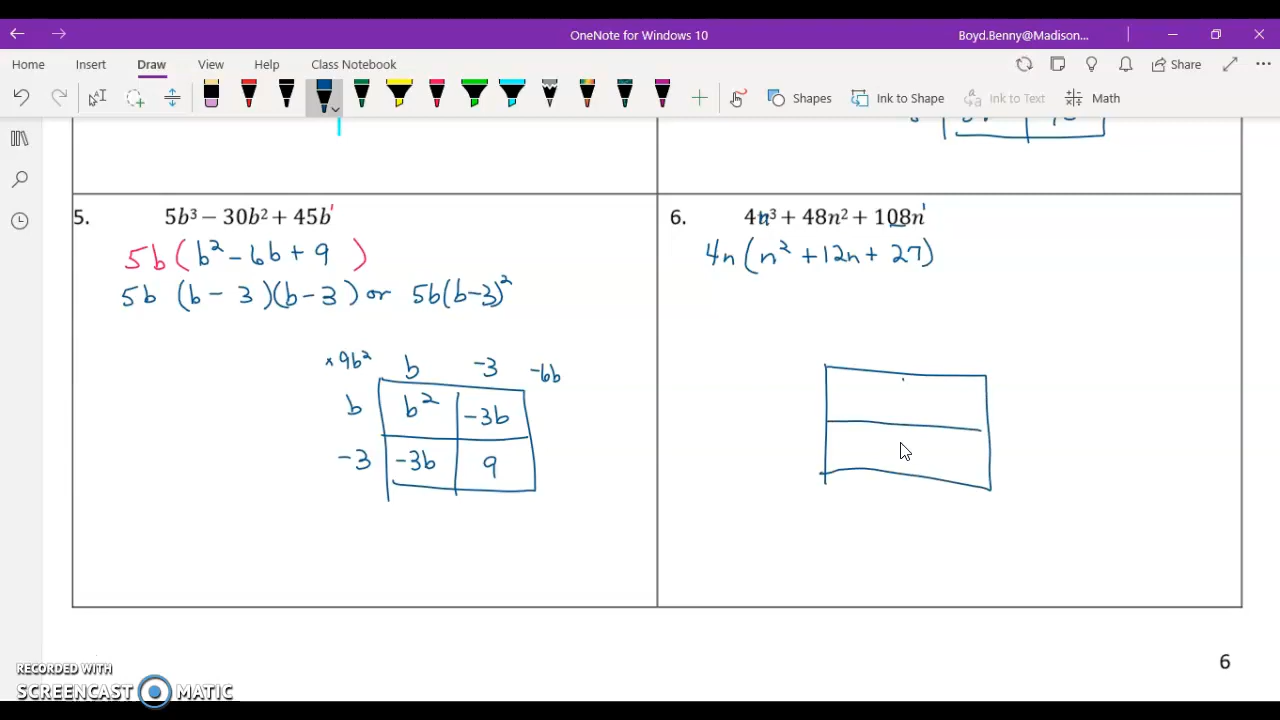 OneNote for Windows 10
Boyd.Benny@Madison...
Home Insert Draw View Help Class Notebook
Share
Shapes Ink to Shape Ink to Text Math
5. 5b³ − 30b² + 45b¹
5b ( b² − 6b + 9 )
5b (b − 3)(b − 3) or 5b(b−3)²
× 9b² b −3 −6b
b b² −3b
−3 −3b 9
6. 4n³ + 48n² + 108n¹
4n (n² + 12n + 27)
6
RECORDED WITH
SCREENCAST MATIC